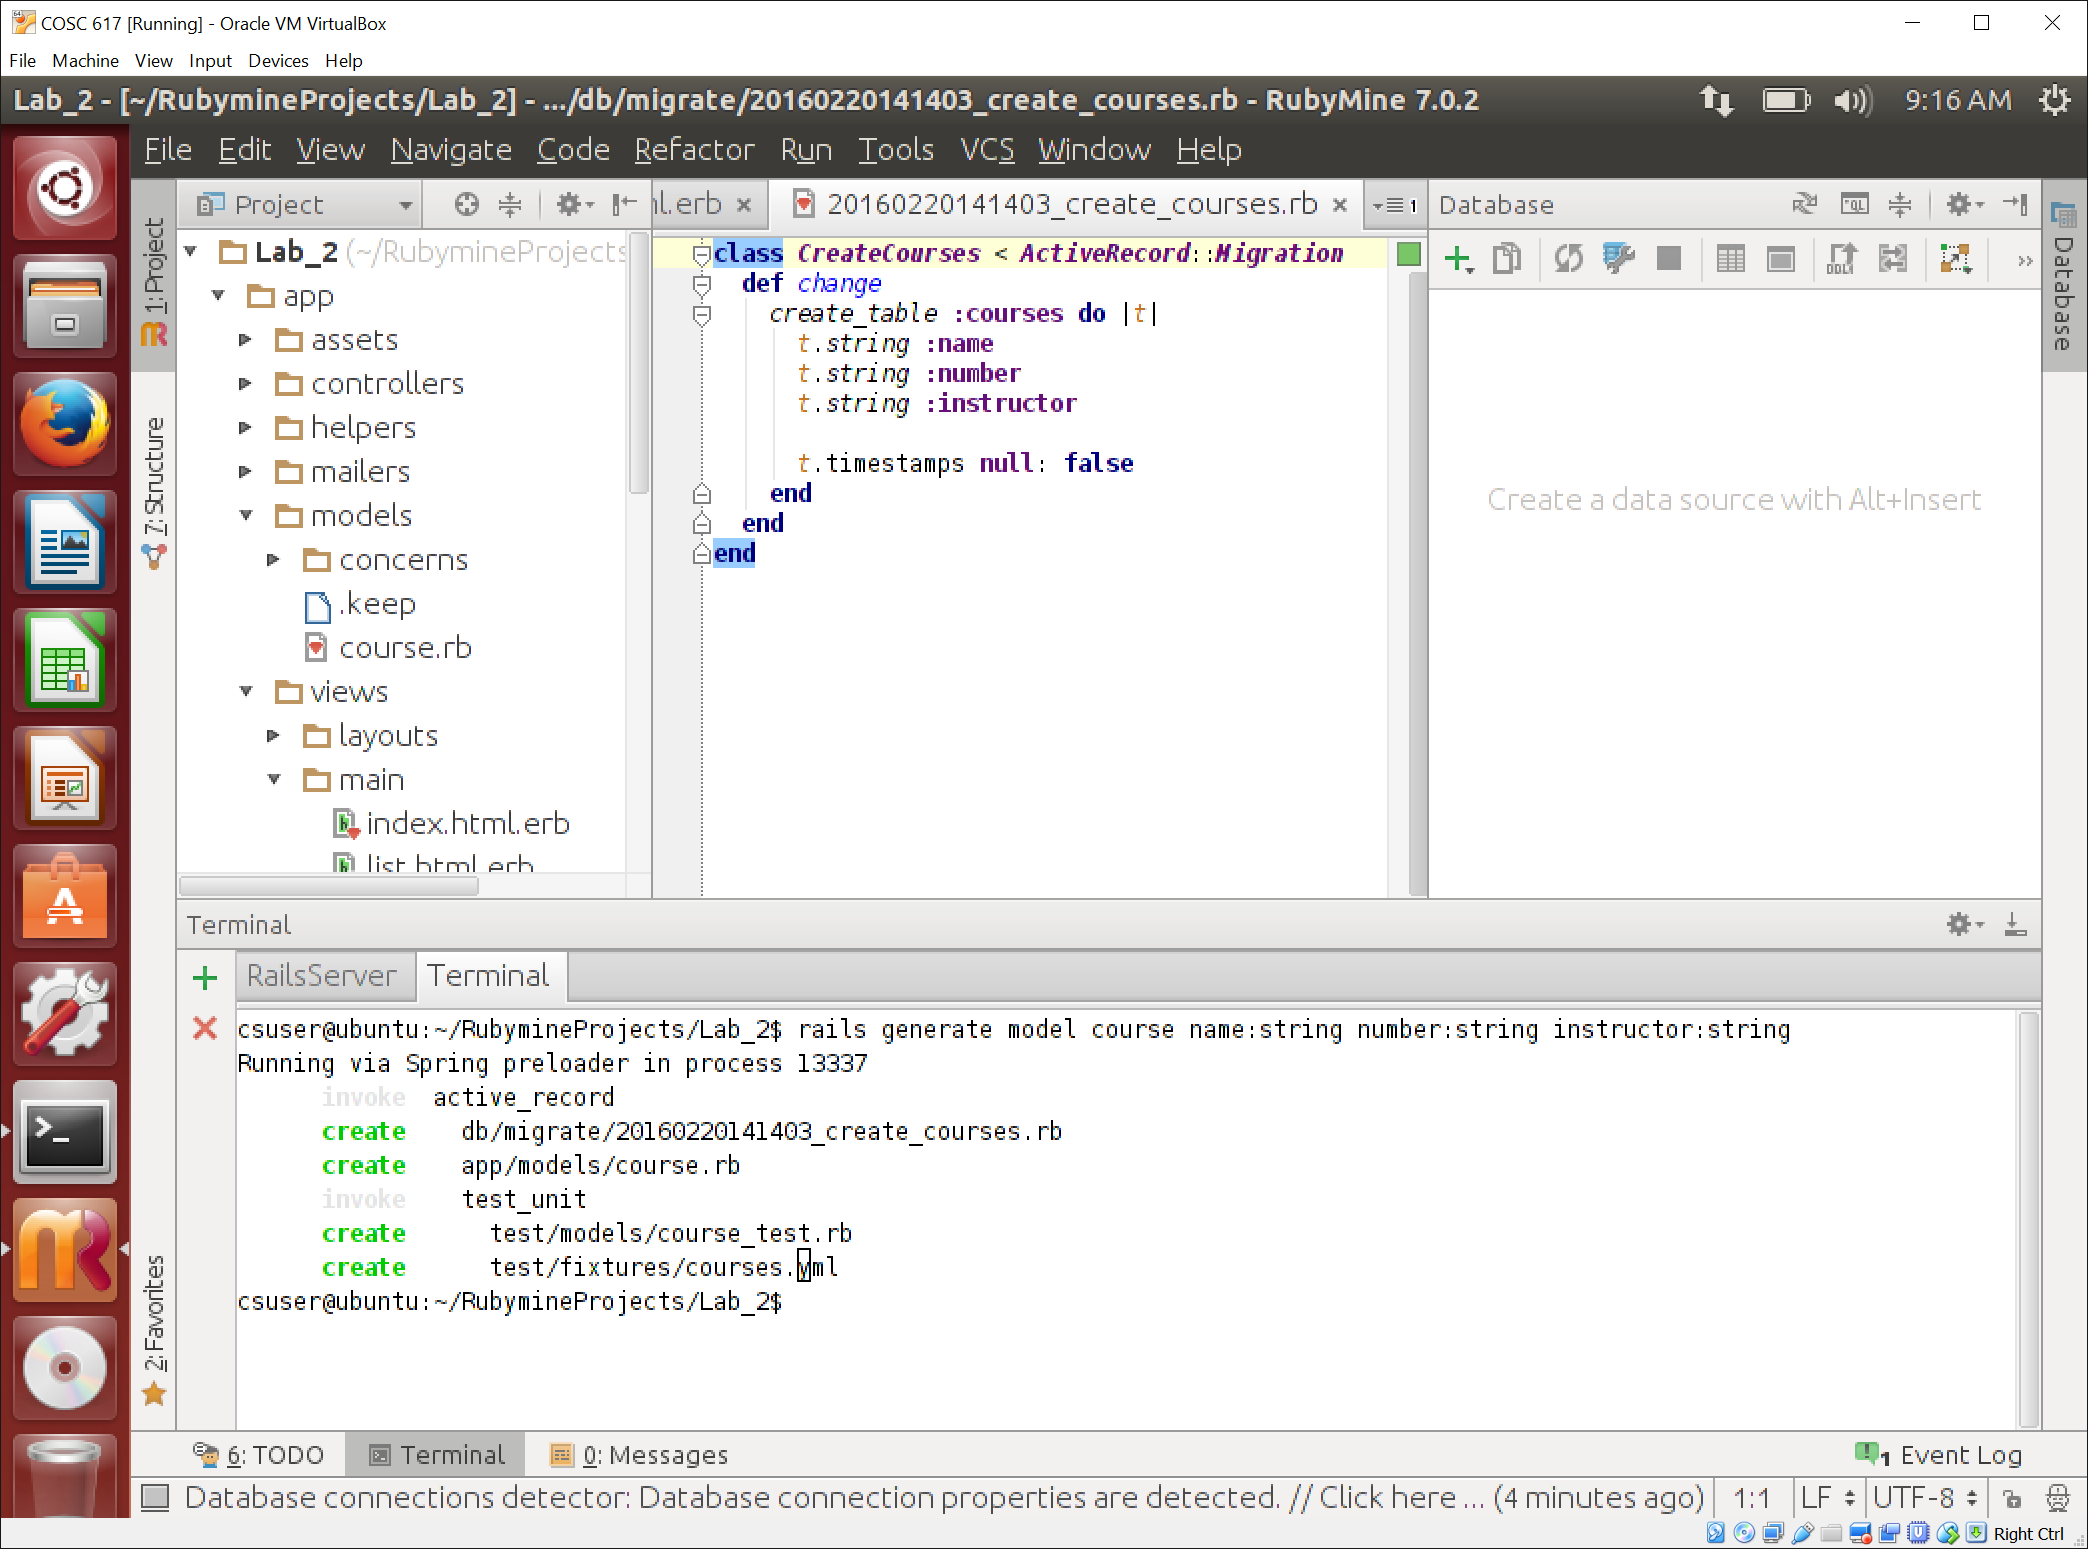 COSC 617 [Running] - Oracle VM VirtualBox
File Machine View Input Devices Help
Lab_2 - [~/RubymineProjects/Lab_2] - .../db/migrate/20160220141403_create_courses.rb - RubyMine 7.0.2
9:16 AM
File Edit View Navigate Code Refactor Run Tools VCS Window Help
1: Project
7: Structure
2: Favorites
Project
Lab_2 (~/RubymineProjects
app
assets
controllers
helpers
mailers
models
concerns
.keep
course.rb
views
layouts
main
index.html.erb
list.html.erb
l.erb
20160220141403_create_courses.rb
1
class CreateCourses < ActiveRecord::Migration
def change
create_table :courses do |t|
t.string :name
t.string :number
t.string :instructor
t.timestamps null: false
end
end
end
Database
Create a data source with Alt+Insert
Database
Terminal
RailsServer
Terminal
csuser@ubuntu:~/RubymineProjects/Lab_2$ rails generate model course name:string number:string instructor:string
Running via Spring preloader in process 13337
invoke active_record
create db/migrate/20160220141403_create_courses.rb
create app/models/course.rb
invoke test_unit
create test/models/course_test.rb
create test/fixtures/courses.yml
csuser@ubuntu:~/RubymineProjects/Lab_2$
6: TODO
Terminal
0: Messages
1 Event Log
Database connections detector: Database connection properties are detected. // Click here ... (4 minutes ago)
1:1
LF
UTF-8
Right Ctrl